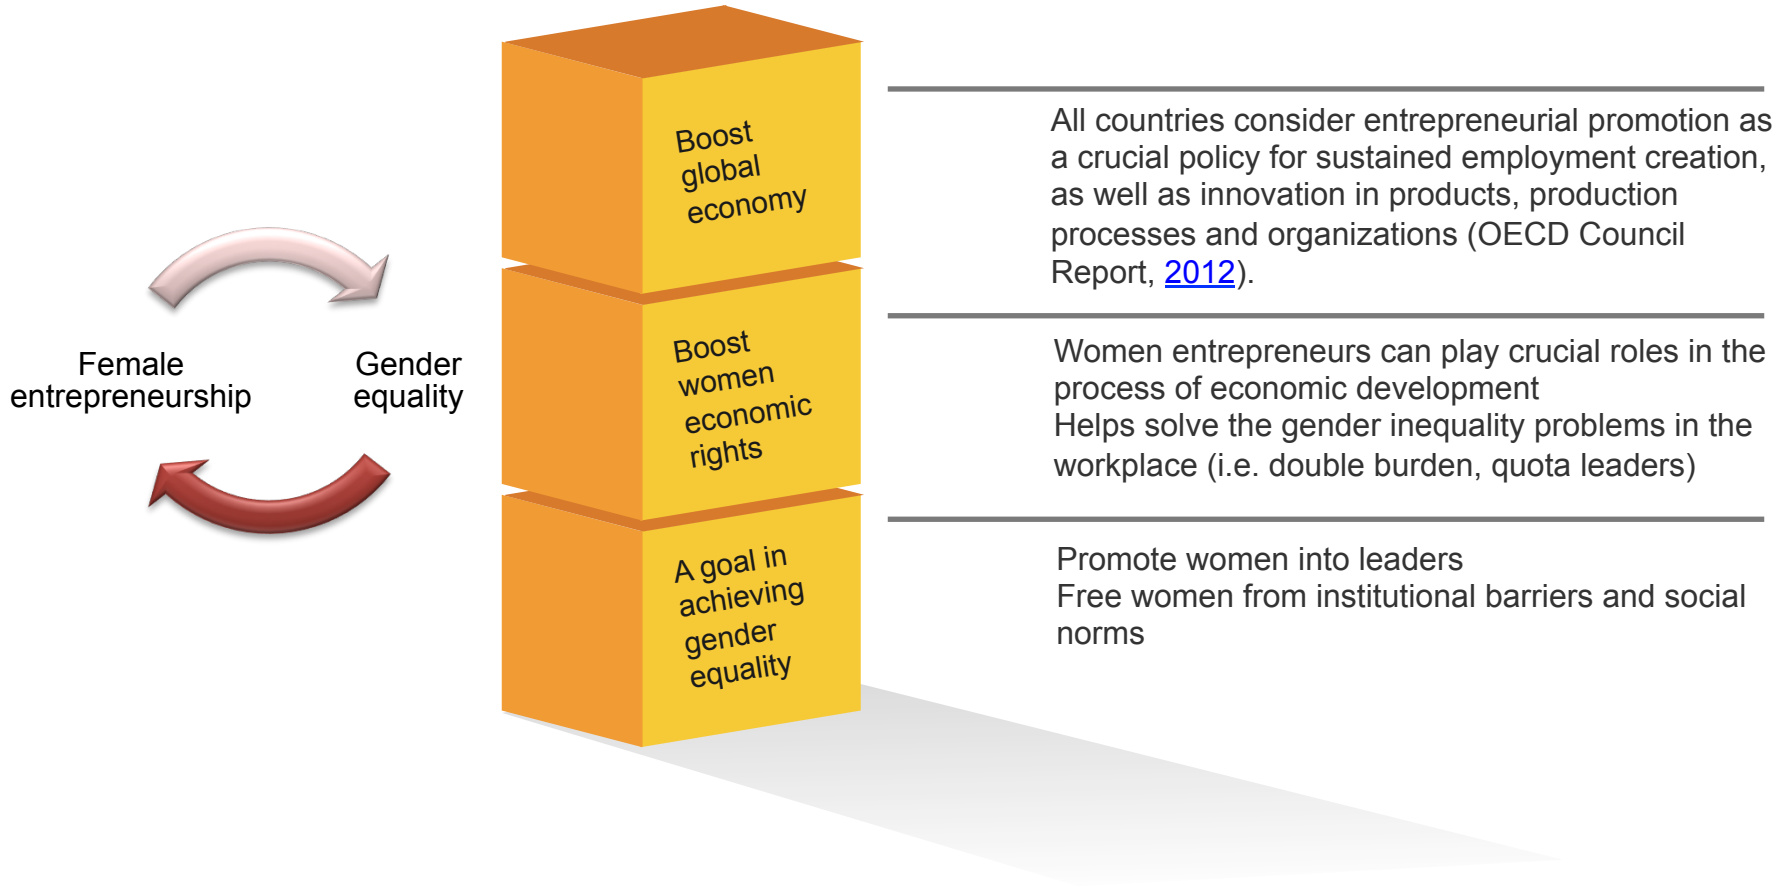 Female
entrepreneurship
Gender
equality
Boost
global
economy
All countries consider entrepreneurial promotion as
a crucial policy for sustained employment creation,
as well as innovation in products, production
processes and organizations (OECD Council
Report, 2012).
Boost
women
economic
rights
Women entrepreneurs can play crucial roles in the
process of economic development
Helps solve the gender inequality problems in the
workplace (i.e. double burden, quota leaders)
A goal in
achieving
gender
equality
Promote women into leaders
Free women from institutional barriers and social
norms